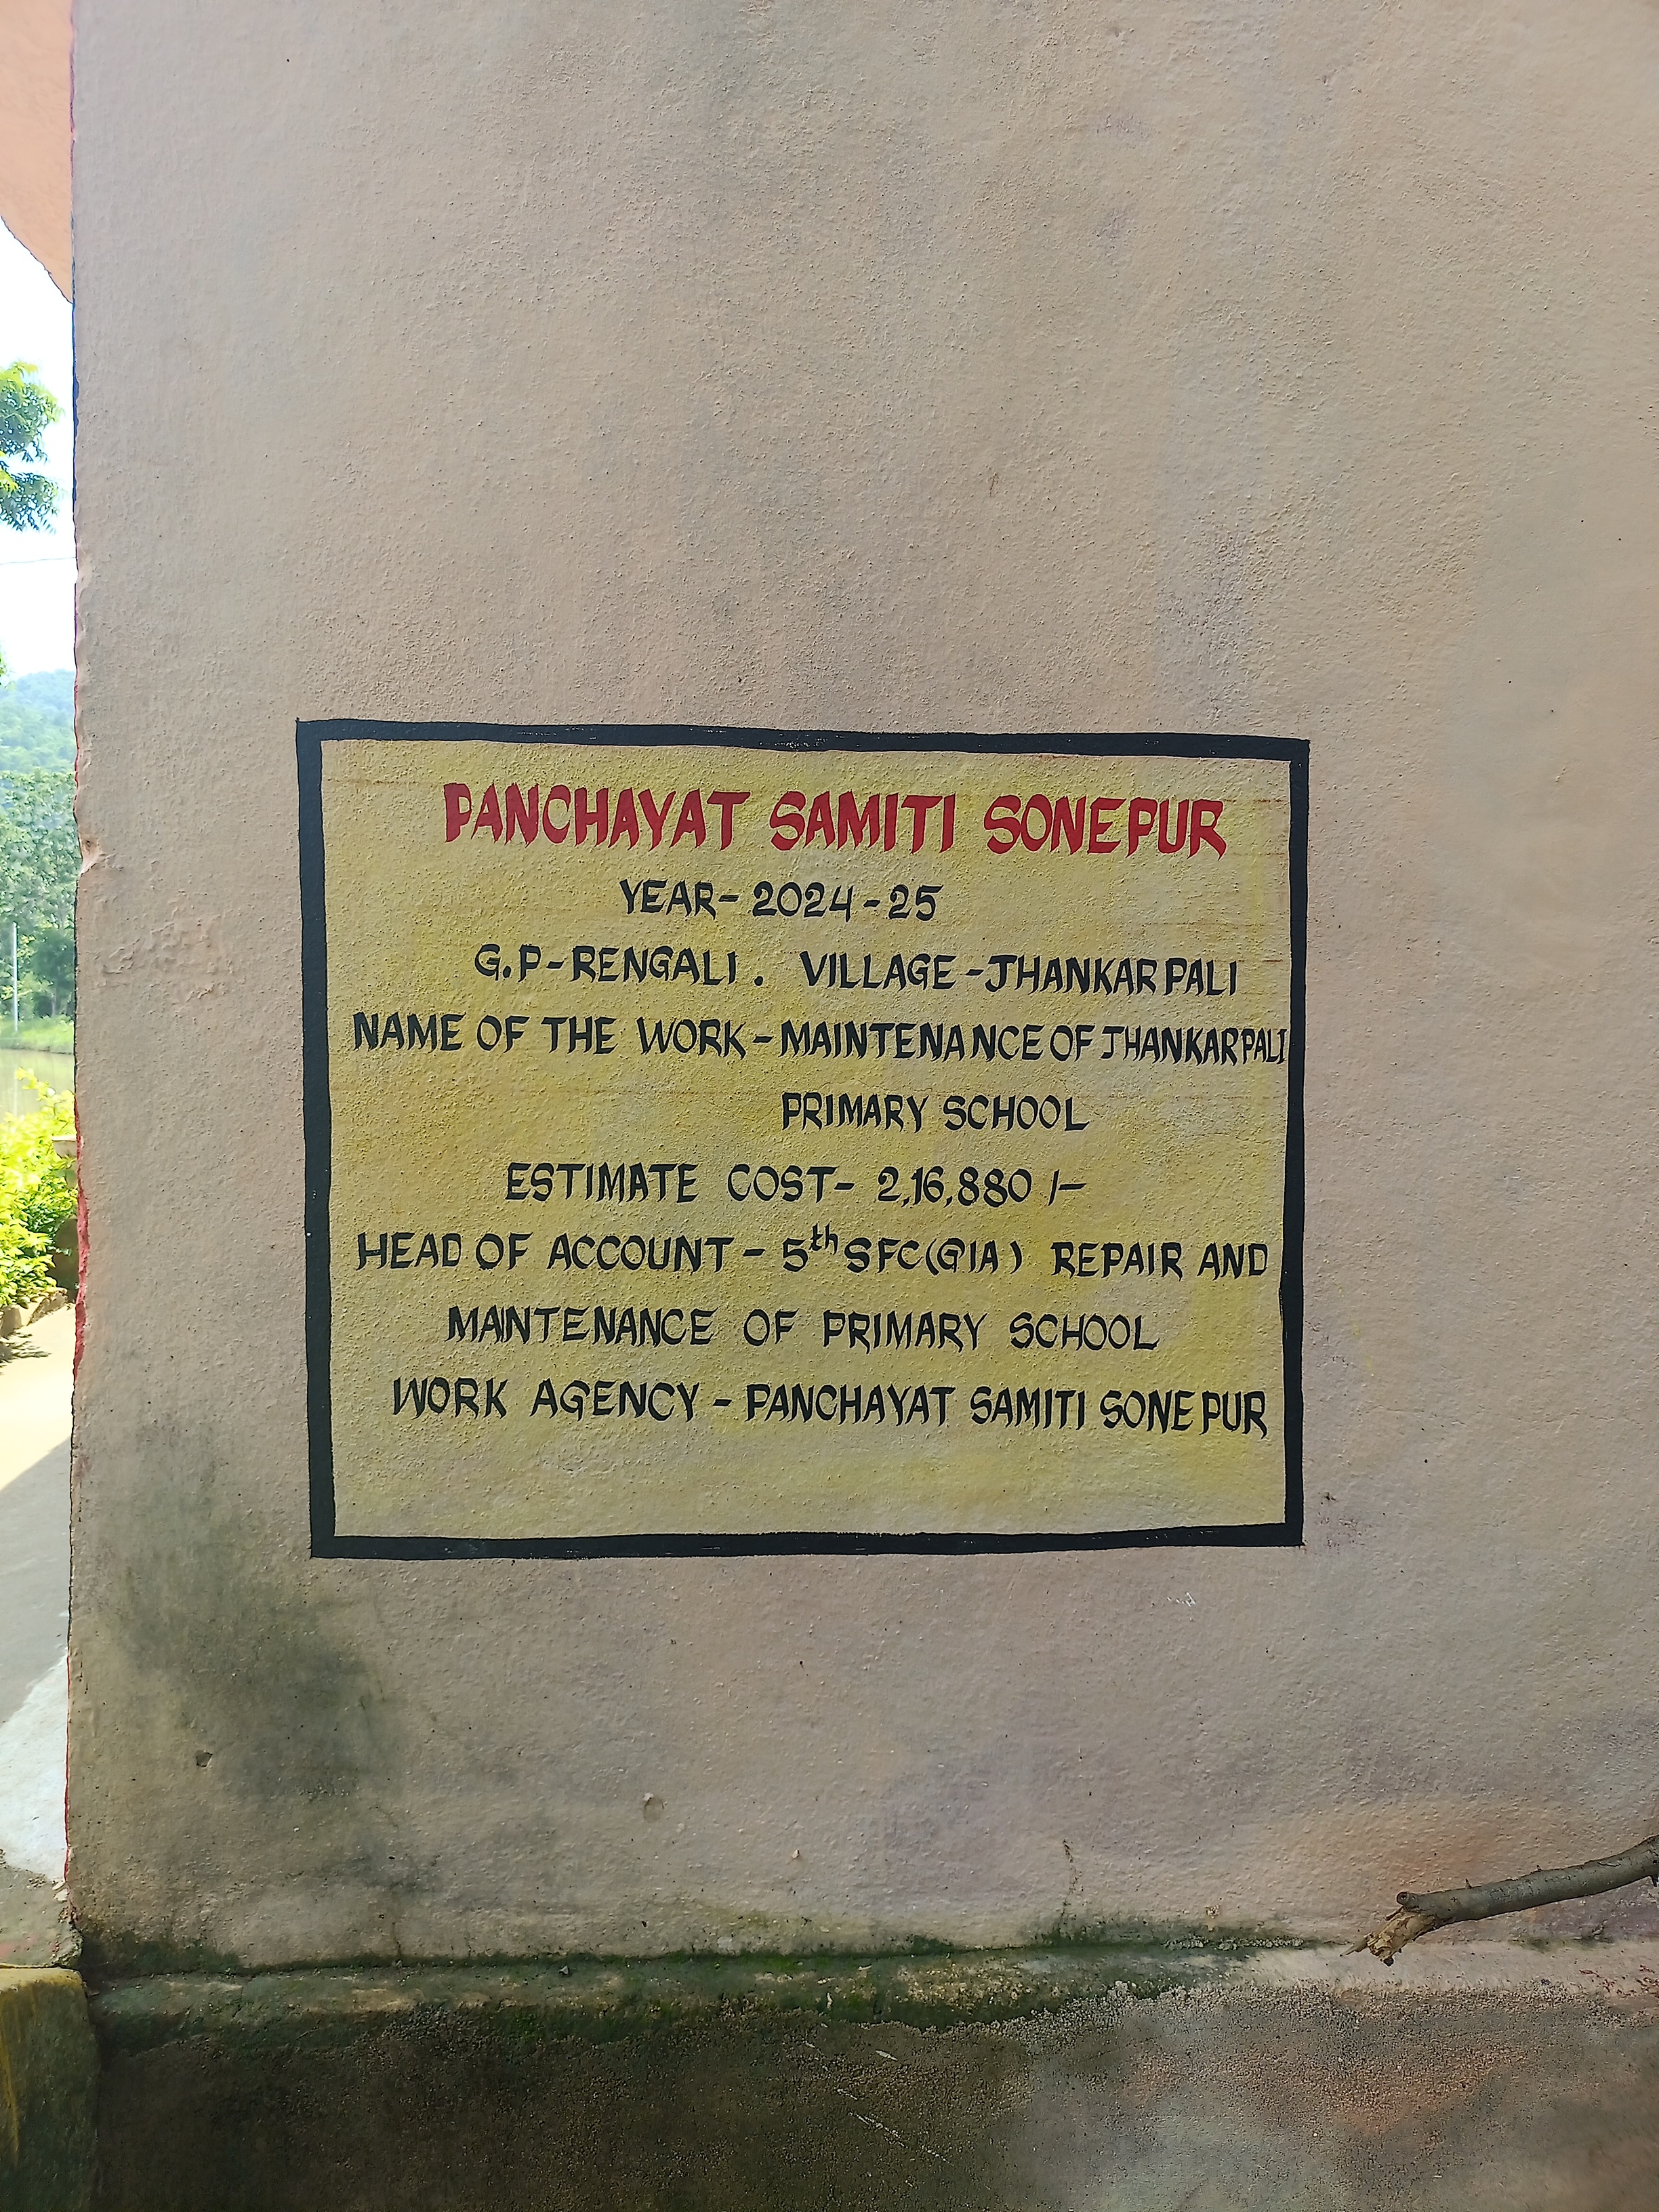 PANCHAYAT SAMITI SONEPUR
YEAR- 2024-25
G.P-RENGALI. VILLAGE-JHANKARPALI
NAME OF THE WORK-MAINTENANCE OF JHANKARPALI
PRIMARY SCHOOL
ESTIMATE COST- 2,16,880/-
HEAD OF ACCOUNT- 5th SFC(GIA) REPAIR AND
MAINTENANCE OF PRIMARY SCHOOL
WORK AGENCY-PANCHAYAT SAMITI SONEPUR